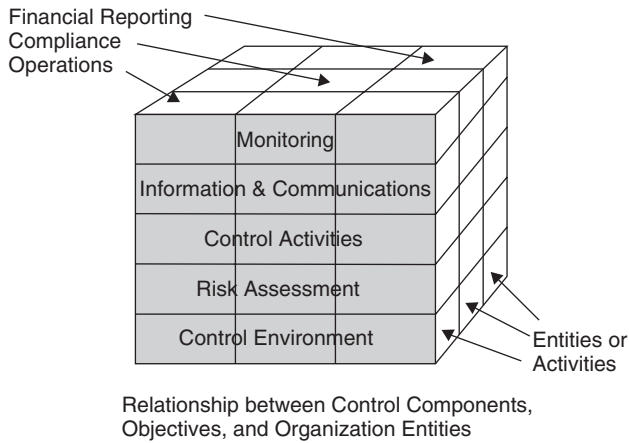 Financial Reporting
Compliance
Operations
Monitoring
Information & Communications
Control Activities
Risk Assessment
Control Environment
Entities or
Activities
Relationship between Control Components,
Objectives, and Organization Entities